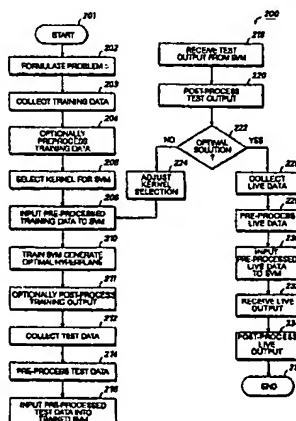 200
201
START
202
FORMULATE PROBLEM
203
COLLECT TRAINING DATA
204
OPTIONALLY
PREPROCESS
TRAINING DATA
206
SELECT KERNEL FOR SVM
208
INPUT PRE-PROCESSED
TRAINING DATA TO SVM
210
TRAIN SVM GENERATE
OPTIMAL HYPERPLANE
211
OPTIONALLY POST-PROCESS
TRAINING OUTPUT
212
COLLECT TEST DATA
214
PRE-PROCESS TEST DATA
216
INPUT PRE-PROCESSED
TEST DATA INTO
TRAINED SVM
218
RECEIVE TEST
OUTPUT FROM SVM
220
POST-PROCESS
TEST OUTPUT
222
OPTIMAL
SOLUTION
?
NO
YES
224
ADJUST
KERNEL
SELECTION
COLLECT
LIVE DATA
PRE-PROCESS
LIVE DATA
INPUT
PRE-PROCESSED
LIVE DATA
TO SVM
RECEIVE LIVE
OUTPUT
POST-PROCESS
LIVE
OUTPUT
END